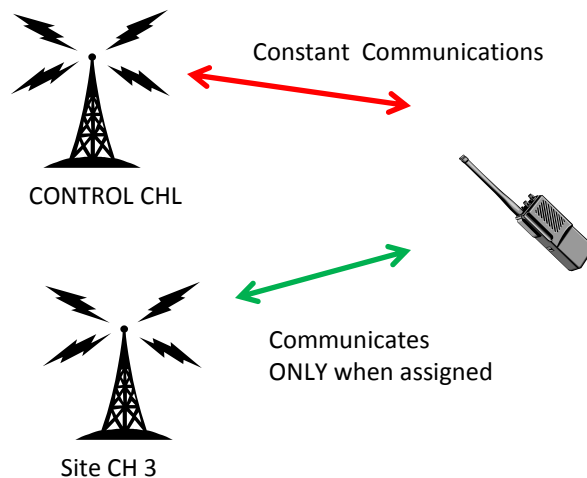 Constant Communications
CONTROL CHL
Communicates
ONLY when assigned
Site CH 3